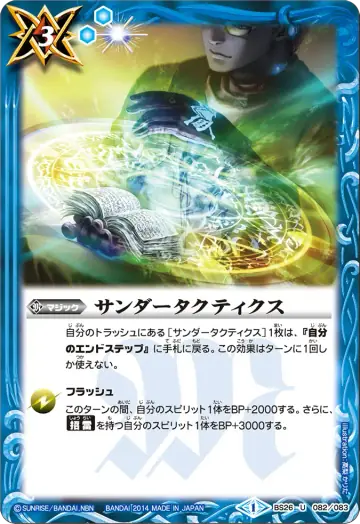 3
マジック サンダータクティクス
自分のトラッシュにある[サンダータクティクス]1枚は、『自分
のエンドステップ』に手札に戻る。この効果はターンに1回し
か使えない。
フラッシュ
このターンの間、自分のスピリット1体をBP+2000する。さらに、
招雷を持つ自分のスピリット1体をBP+3000する。
©SUNRISE/BANDAI,NBN BANDAI 2014 MADE IN JAPAN 1 BS26-U 082/083